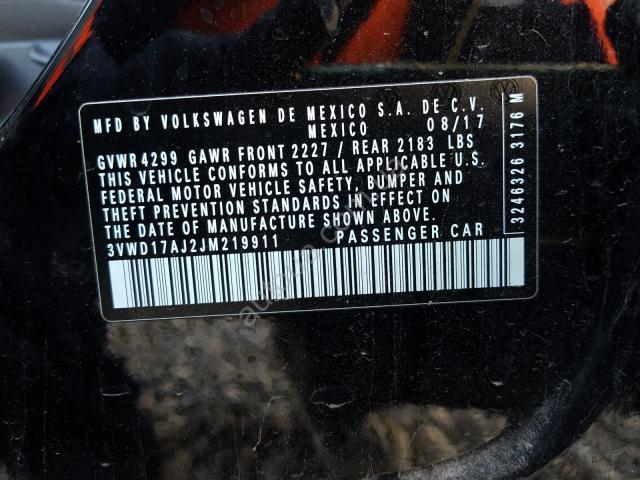 MFD BY VOLKSWAGEN DE MEXICO S.A. DE C.V.
MEXICO 08/17
GVWR 4299 GAWR FRONT 2227 / REAR 2183 LBS
THIS VEHICLE CONFORMS TO ALL APPLICABLE U.S.
FEDERAL MOTOR VEHICLE SAFETY, BUMPER AND
THEFT PREVENTION STANDARDS IN EFFECT ON
THE DATE OF MANUFACTURE SHOWN ABOVE.
3VWD17AJ2JM219911 PASSENGER CAR
3246326 3176 M